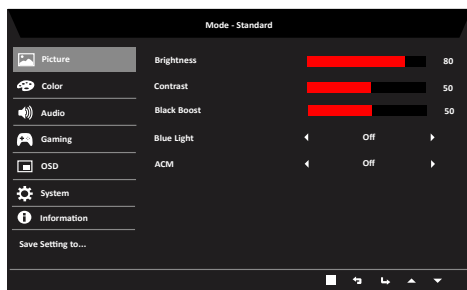 Mode - Standard
Picture
Brightness 80
Color
Contrast 50
Audio
Black Boost 50
Gaming
Blue Light Off
OSD
ACM Off
System
Information
Save Setting to...